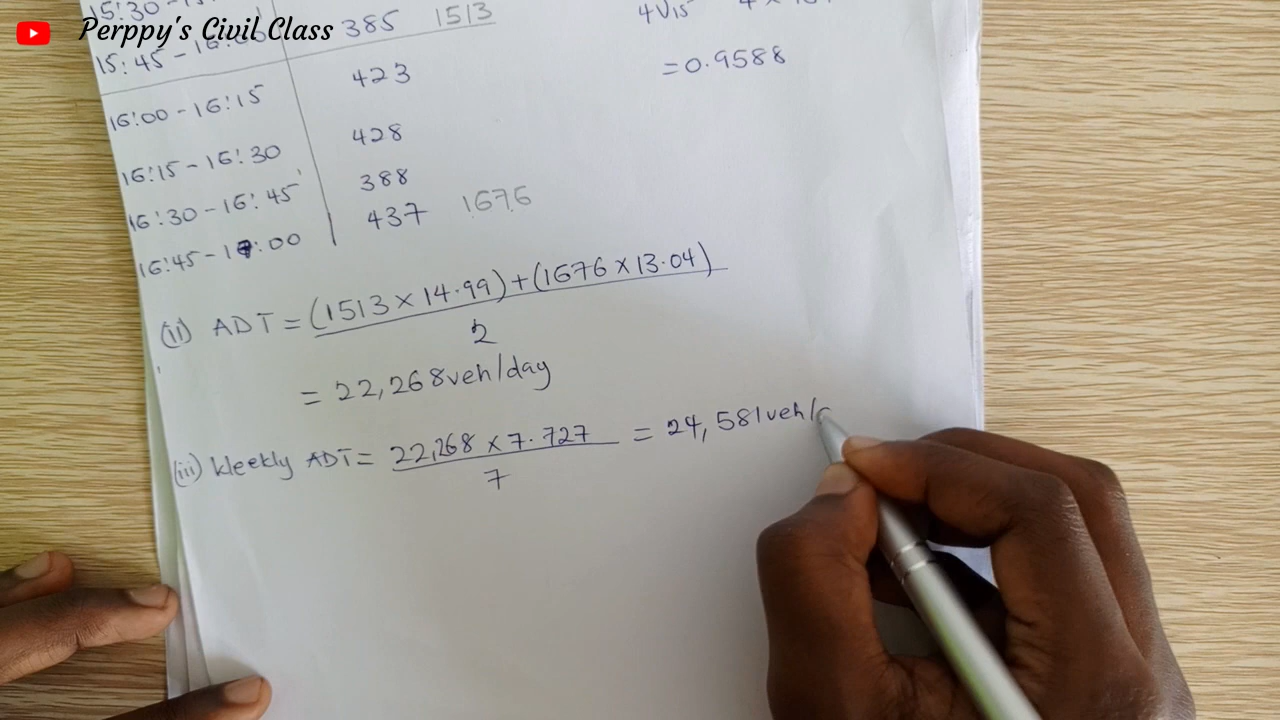 15:30 -
Perppy's Civil Class
15:45 - 16:00 385 1513
4V15
= 0.9588
16:00 - 16:15 423
16:15 - 16:30 428
16:30 - 16:45 388
16:45 - 17:00 437 1676
(ii) ADT = (1513 × 14.99) + (1676 × 13.04)
2
= 22,268 veh/day
(iii) Weekly ADT = 22,268 × 7.727 = 24,581 veh/
7